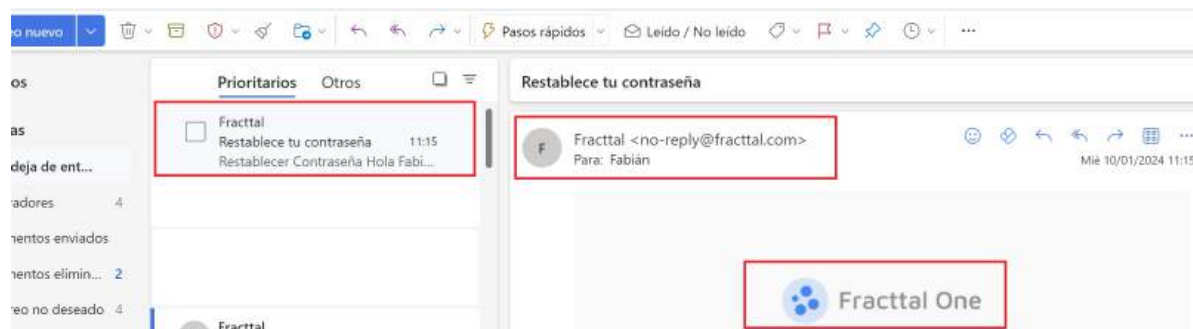 o nuevo
Pasos rápidos
Leído / No leído
os
as
deja de ent...
adores 4
nentos enviados
nentos elimin... 2
reo no deseado 4
Prioritarios Otros
Fracttal
Restablece tu contraseña 11:15
Restablecer Contraseña Hola Fabi...
Fracttal
Restablece tu contraseña
F
Fracttal <no-reply@fracttal.com>
Para: Fabián
Mié 10/01/2024 11:15
Fracttal One